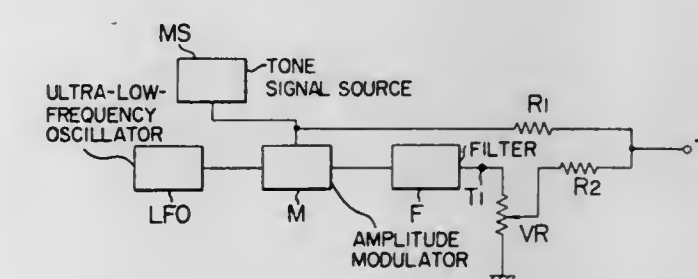 MS
TONE
SIGNAL SOURCE
ULTRA-LOW-
FREQUENCY
OSCILLATOR
R1
FILTER
T1
R2
LFO
M
F
VR
AMPLITUDE
MODULATOR